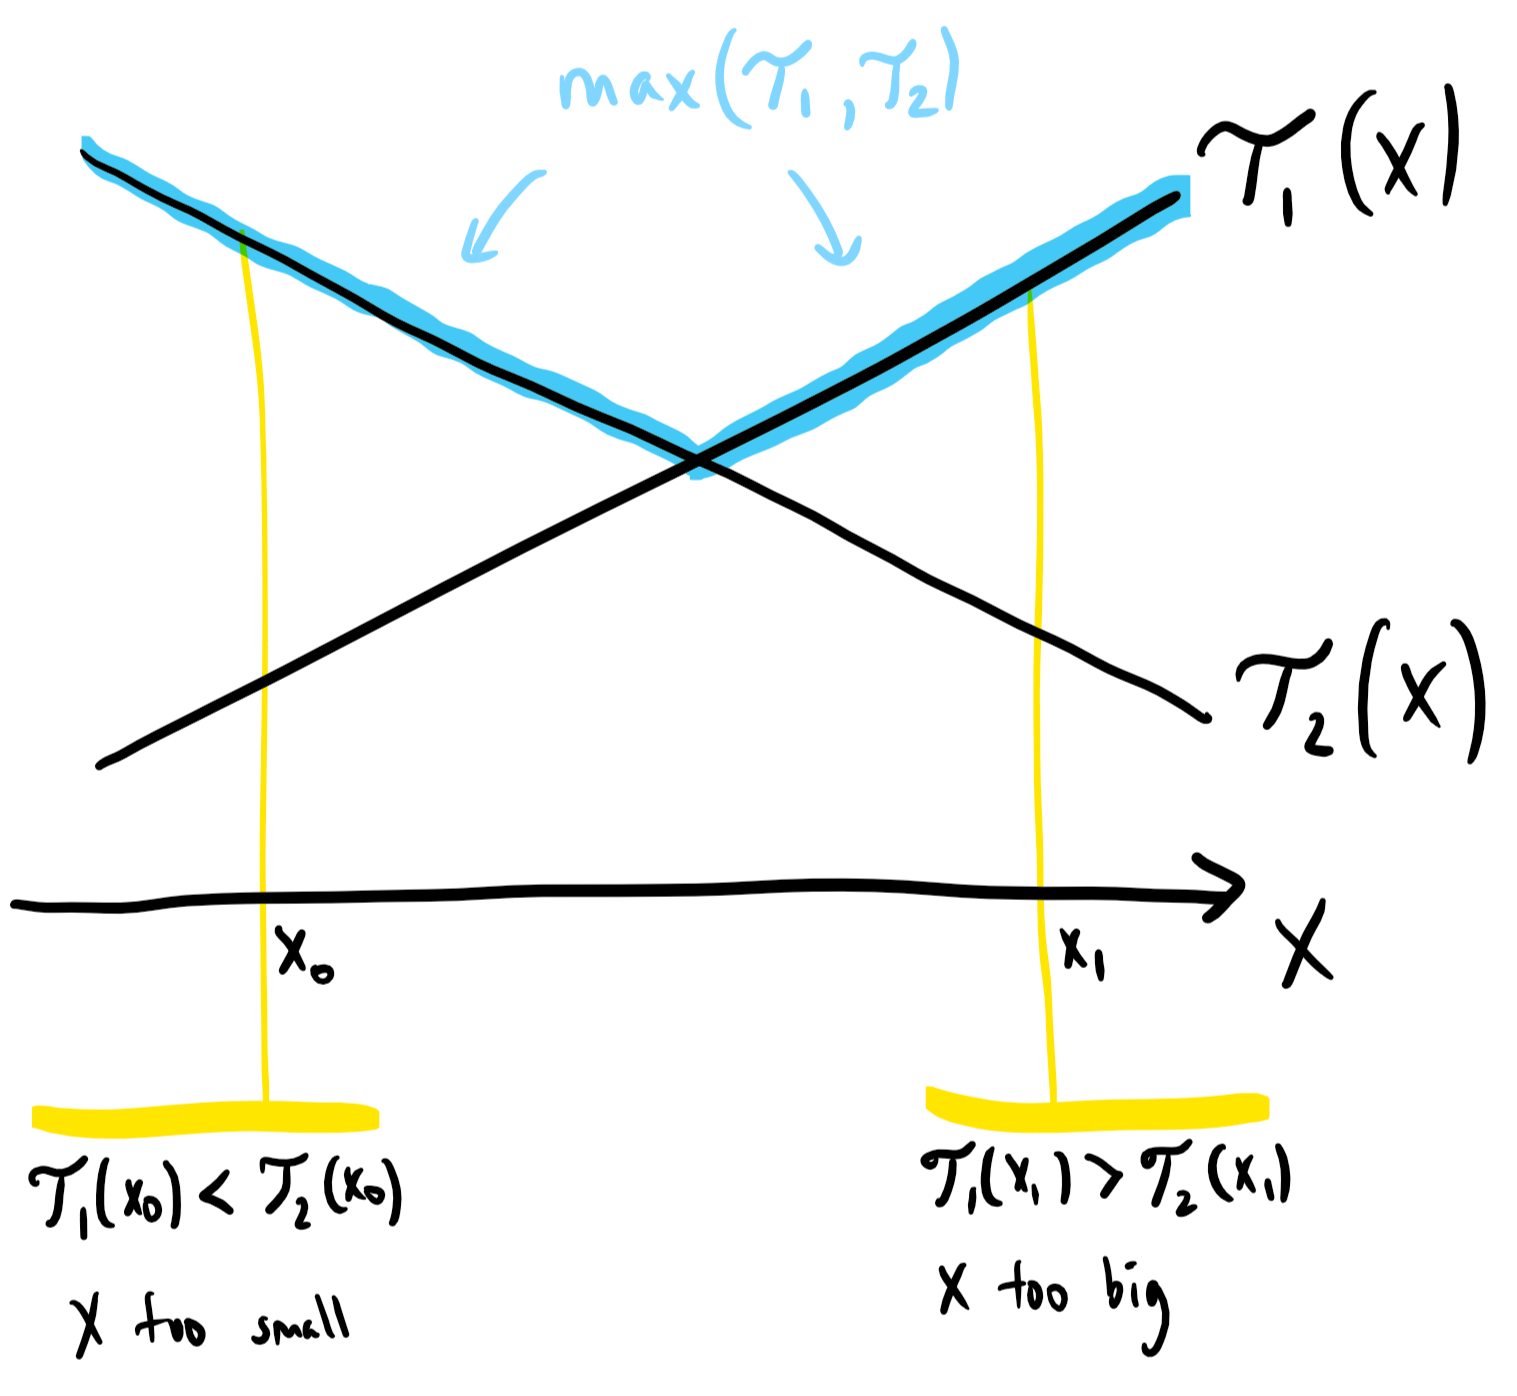 max(𝒯₁, 𝒯₂)
𝒯₁(x)
𝒯₂(x)
x₀
x₁
x
𝒯₁(x₀) < 𝒯₂(x₀)
x too small
𝒯₁(x₁) > 𝒯₂(x₁)
x too big